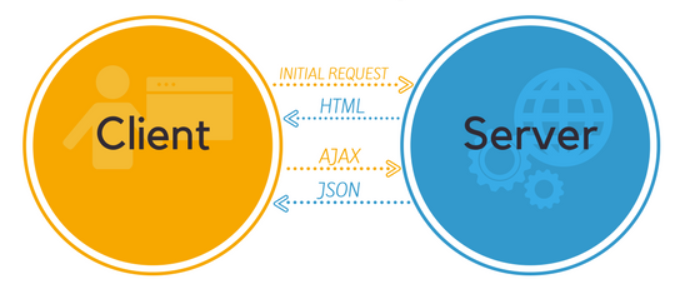 Client
INITIAL REQUEST
HTML
AJAX
JSON
Server